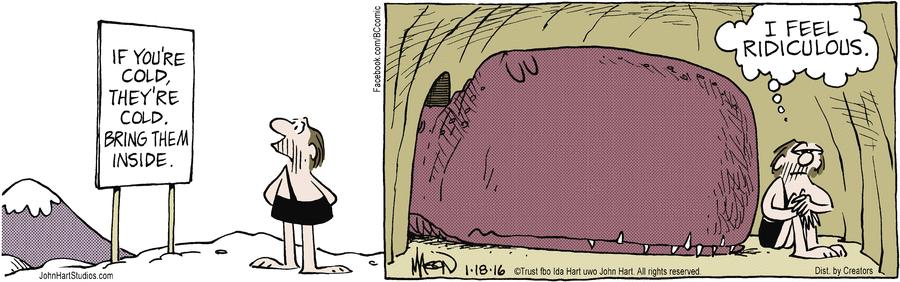 IF YOU'RE
COLD,
THEY'RE
COLD.
BRING THEM
INSIDE.
JohnHartStudios.com
Facebook.com/BCcomic
I FEEL
RIDICULOUS.
MASON 1·18·16 ©Trust fbo Ida Hart uwo John Hart. All rights reserved. Dist. by Creators